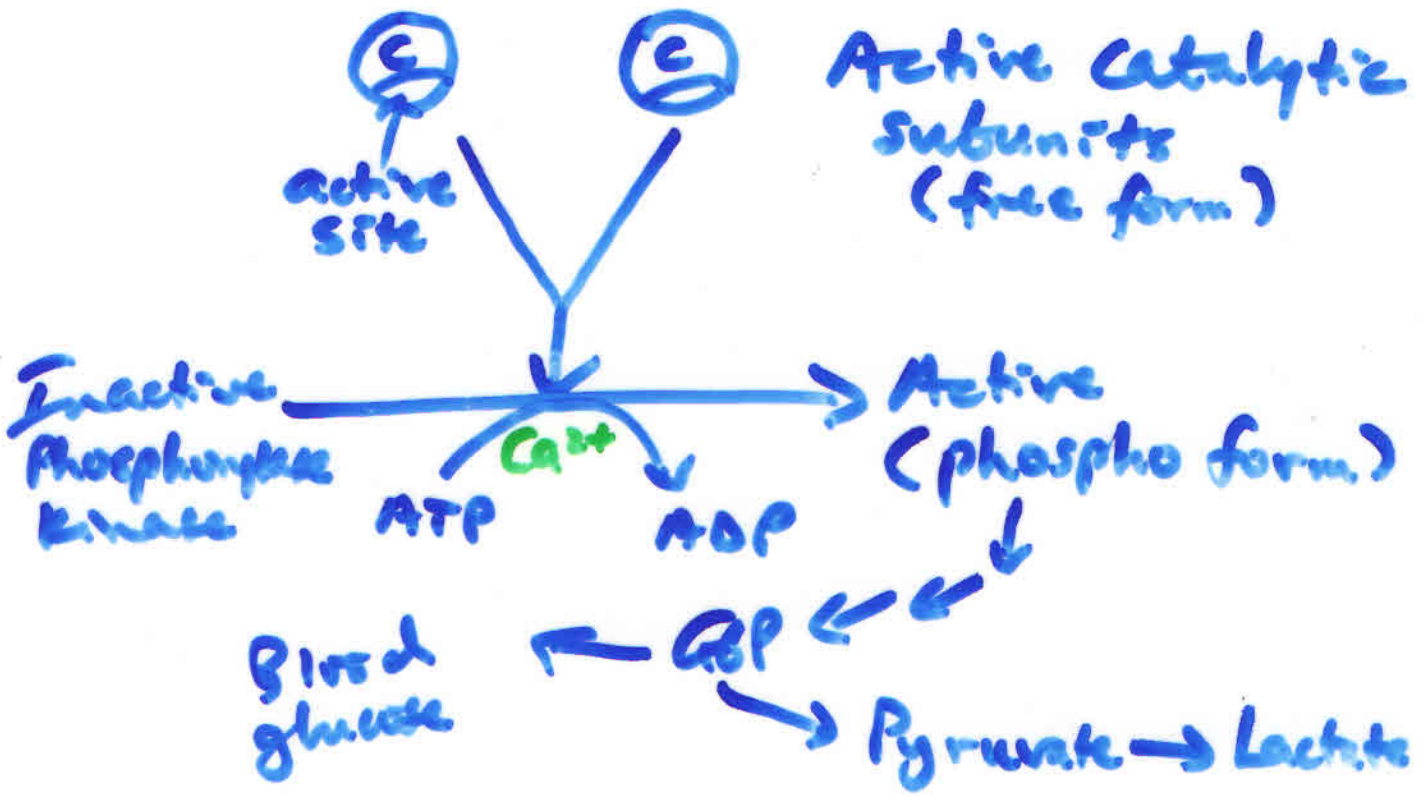 C
C
Active Catalytic
subunits
(free form)
active
site
Inactive
Phosphorylase
Kinase
Ca2+
ATP
ADP
Active
(phospho form)
G6P
Blood
glucose
Pyruvate
Lactate